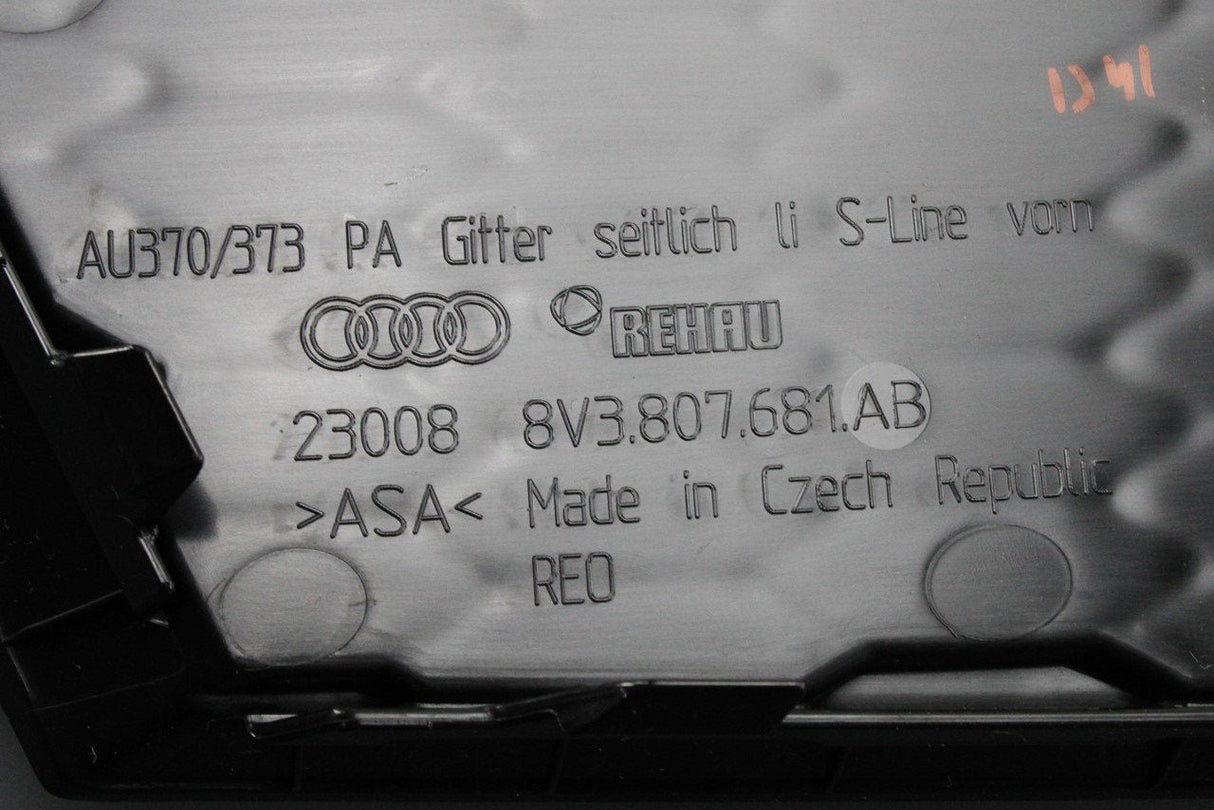 AU370/373 PA Gitter seitlich li S-Line vorn
REHAU
23008 8V3.807.681.AB
>ASA< Made in Czech Republic
REO